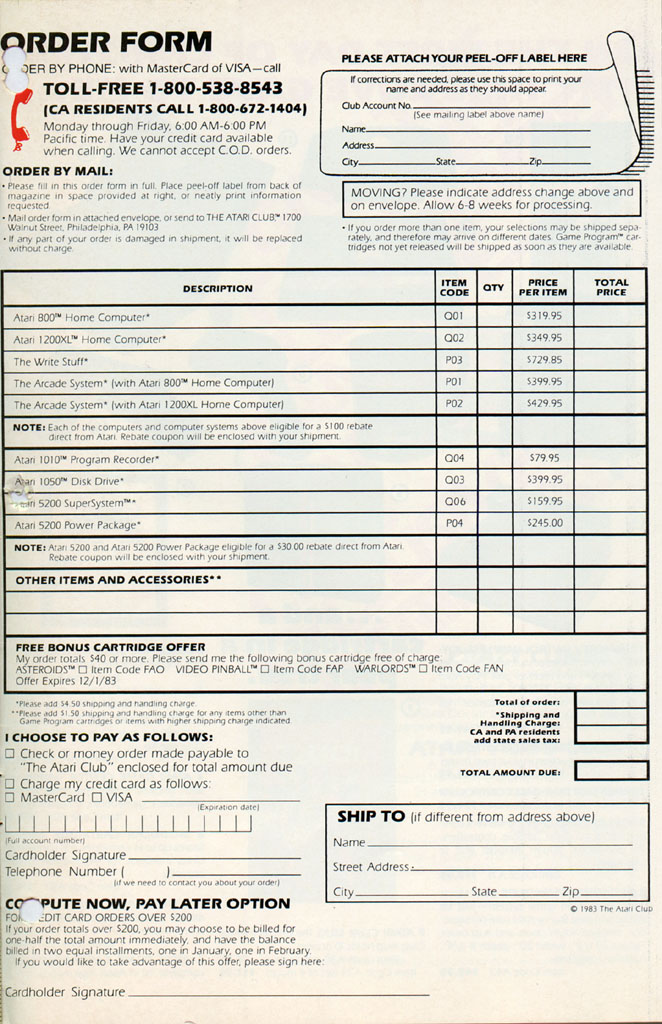 ORDER FORM
ORDER BY PHONE: with MasterCard of VISA—call
TOLL-FREE 1-800-538-8543
(CA RESIDENTS CALL 1-800-672-1404)
Monday through Friday, 6:00 AM-6:00 PM
Pacific time. Have your credit card available
when calling. We cannot accept C.O.D. orders.
ORDER BY MAIL:
• Please fill in this order form in full. Place peel-off label from back of
magazine in space provided at right, or neatly print information
requested.
• Mail order form in attached envelope, or send to THE ATARI CLUB™ 1700
Walnut Street, Philadelphia, PA 19103
• If any part of your order is damaged in shipment, it will be replaced
without charge.
PLEASE ATTACH YOUR PEEL-OFF LABEL HERE
If corrections are needed, please use this space to print your
name and address as they should appear.
Club Account No.
(See mailing label above name)
Name
Address
City State Zip
MOVING? Please indicate address change above and
on envelope. Allow 6-8 weeks for processing.
• If you order more than one item, your selections may be shipped sepa-
rately, and therefore may arrive on different dates. Game Program™ car-
tridges not yet released will be shipped as soon as they are available.
DESCRIPTION ITEM CODE QTY PRICE PER ITEM TOTAL PRICE
Atari 800™ Home Computer* Q01 $319.95
Atari 1200XL™ Home Computer* Q02 $349.95
The Write Stuff* P03 $729.85
The Arcade System* (with Atari 800™ Home Computer) P01 $399.95
The Arcade System* (with Atari 1200XL Home Computer) P02 $429.95
NOTE: Each of the computers and computer systems above eligible for a $100 rebate
direct from Atari. Rebate coupon will be enclosed with your shipment.
Atari 1010™ Program Recorder* Q04 $79.95
Atari 1050™ Disk Drive* Q03 $399.95
Atari 5200 SuperSystem™* Q06 $159.95
Atari 5200 Power Package* P04 $245.00
NOTE: Atari 5200 and Atari 5200 Power Package eligible for a $30.00 rebate direct from Atari.
Rebate coupon will be enclosed with your shipment.
OTHER ITEMS AND ACCESSORIES**
FREE BONUS CARTRIDGE OFFER
My order totals $40 or more. Please send me the following bonus cartridge free of charge:
ASTEROIDS™ ☐ Item Code FAO VIDEO PINBALL™ ☐ Item Code FAP WARLORDS™ ☐ Item Code FAN
Offer Expires 12/1/83
*Please add $4.50 shipping and handling charge.
**Please add $1.50 shipping and handling charge for any items other than
Game Program cartridges or items with higher shipping charge indicated.
Total of order:
*Shipping and
Handling Charge:
CA and PA residents
add state sales tax:
TOTAL AMOUNT DUE:
I CHOOSE TO PAY AS FOLLOWS:
☐ Check or money order made payable to
"The Atari Club" enclosed for total amount due
☐ Charge my credit card as follows:
☐ MasterCard ☐ VISA
(Expiration date)
(Full account number)
Cardholder Signature
Telephone Number ( )
(if we need to contact you about your order)
SHIP TO (if different from address above)
Name
Street Address:
City State Zip
© 1983 The Atari Club
COMPUTE NOW, PAY LATER OPTION
FOR CREDIT CARD ORDERS OVER $200
If your order totals over $200, you may choose to be billed for
one-half the total amount immediately, and have the balance
billed in two equal installments, one in January, one in February.
If you would like to take advantage of this offer, please sign here:
Cardholder Signature